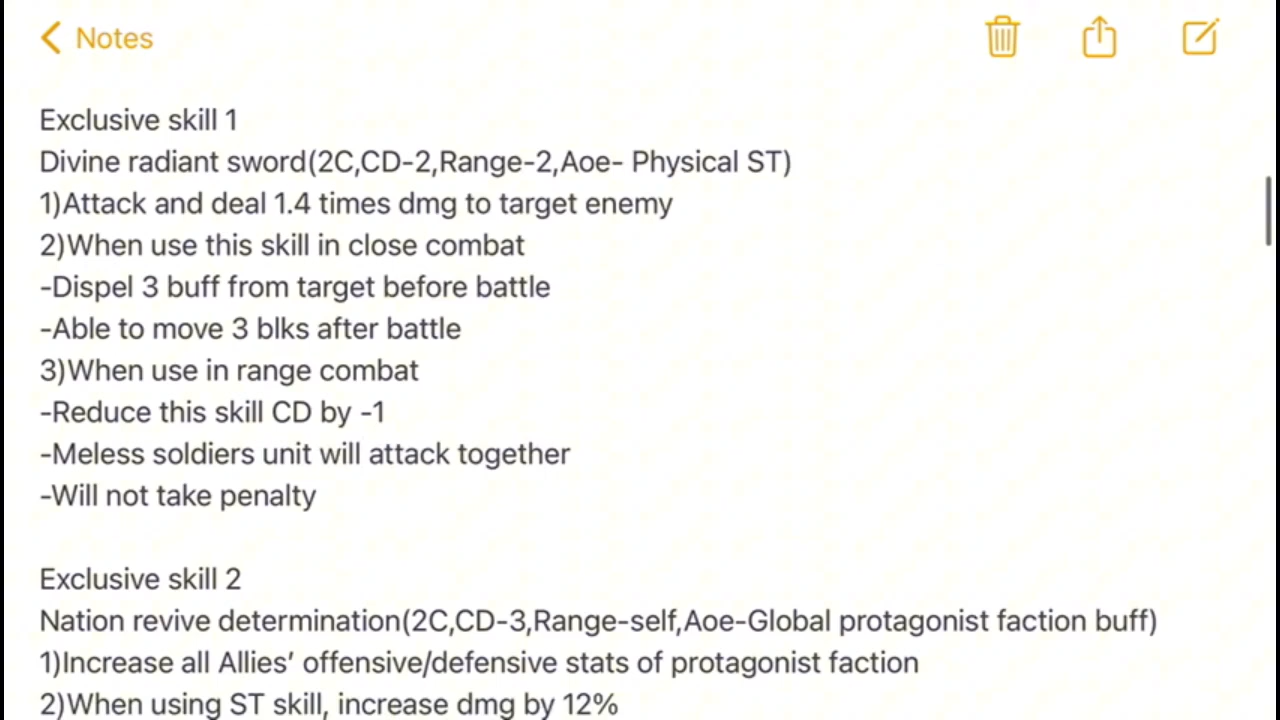 Notes
Exclusive skill 1
Divine radiant sword(2C,CD-2,Range-2,Aoe- Physical ST)
1)Attack and deal 1.4 times dmg to target enemy
2)When use this skill in close combat
-Dispel 3 buff from target before battle
-Able to move 3 blks after battle
3)When use in range combat
-Reduce this skill CD by -1
-Meless soldiers unit will attack together
-Will not take penalty
Exclusive skill 2
Nation revive determination(2C,CD-3,Range-self,Aoe-Global protagonist faction buff)
1)Increase all Allies’ offensive/defensive stats of protagonist faction
2)When using ST skill, increase dmg by 12%